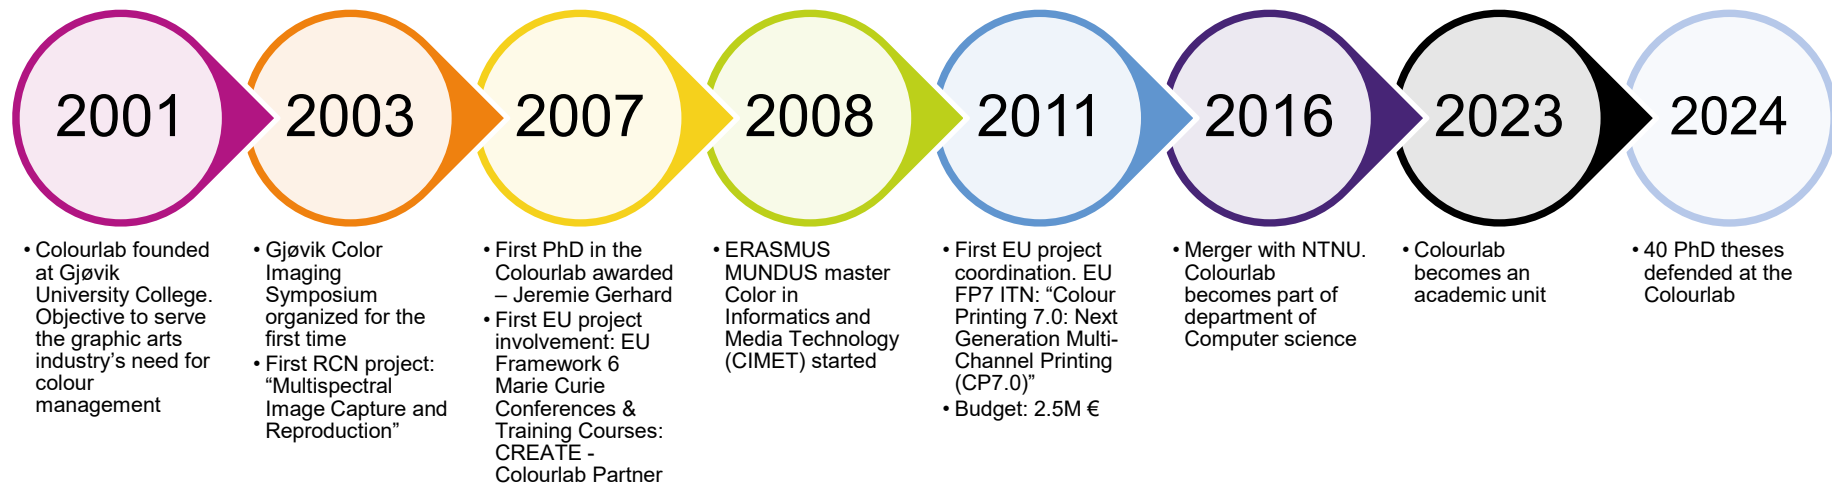 2001
2003
2007
2008
2011
2016
2023
2024
• Colourlab founded
at Gjøvik
University College.
Objective to serve
the graphic arts
industry’s need for
colour
management
• Gjøvik Color
Imaging
Symposium
organized for the
first time
• First RCN project:
“Multispectral
Image Capture and
Reproduction”
• First PhD in the
Colourlab awarded
– Jeremie Gerhard
• First EU project
involvement: EU
Framework 6
Marie Curie
Conferences &
Training Courses:
CREATE -
Colourlab Partner
• ERASMUS
MUNDUS master
Color in
Informatics and
Media Technology
(CIMET) started
• First EU project
coordination. EU
FP7 ITN: “Colour
Printing 7.0: Next
Generation Multi-
Channel Printing
(CP7.0)”
• Budget: 2.5M €
• Merger with NTNU.
Colourlab
becomes part of
department of
Computer science
• Colourlab
becomes an
academic unit
• 40 PhD theses
defended at the
Colourlab